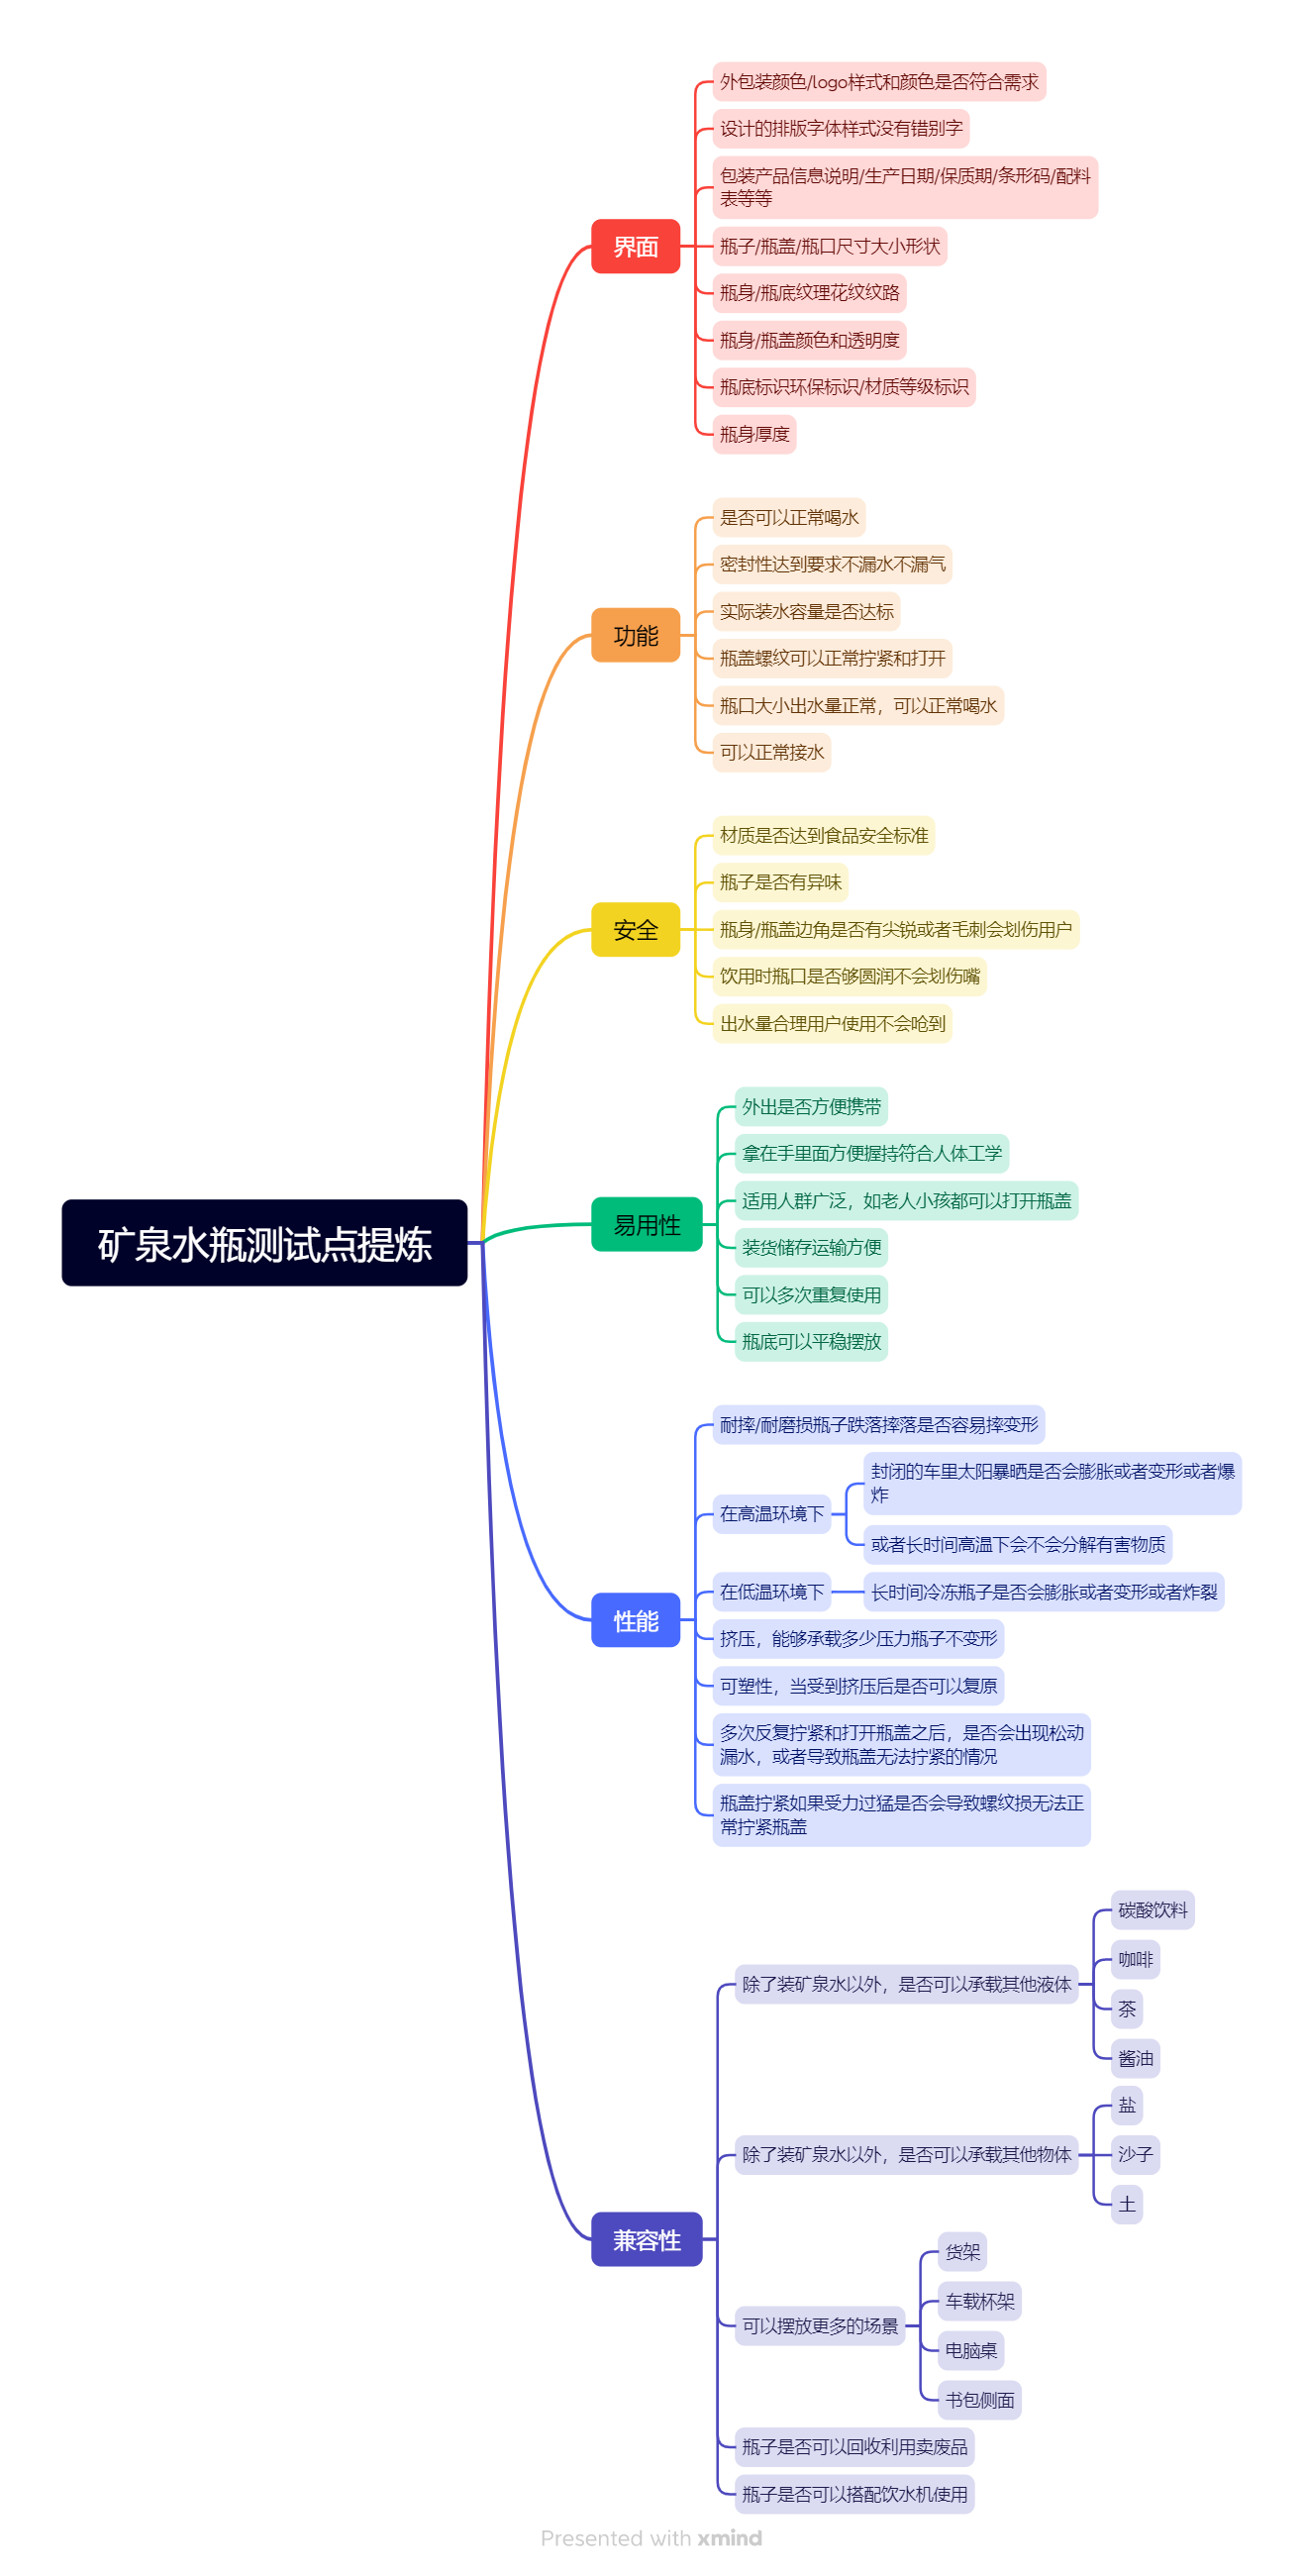 外包装颜色/logo样式和颜色是否符合需求
设计的排版字体样式没有错别字
包装产品信息说明/生产日期/保质期/条形码/配料
表等等
界面
瓶子/瓶盖/瓶口尺寸大小形状
瓶身/瓶底纹理花纹纹路
瓶身/瓶盖颜色和透明度
瓶底标识环保标识/材质等级标识
瓶身厚度
是否可以正常喝水
密封性达到要求不漏水不漏气
实际装水容量是否达标
功能
瓶盖螺纹可以正常拧紧和打开
瓶口大小出水量正常，可以正常喝水
可以正常接水
材质是否达到食品安全标准
瓶子是否有异味
安全
瓶身/瓶盖边角是否有尖锐或者毛刺会划伤用户
饮用时瓶口是否够圆润不会划伤嘴
出水量合理用户使用不会呛到
外出是否方便携带
拿在手里面方便握持符合人体工学
适用人群广泛，如老人小孩都可以打开瓶盖
易用性
矿泉水瓶测试点提炼
装货储存运输方便
可以多次重复使用
瓶底可以平稳摆放
耐摔/耐磨损瓶子跌落摔落是否容易摔变形
在高温环境下
封闭的车里太阳暴晒是否会膨胀或者变形或者爆
炸
或者长时间高温下会不会分解有害物质
在低温环境下
长时间冷冻瓶子是否会膨胀或者变形或者炸裂
性能
挤压，能够承载多少压力瓶子不变形
可塑性，当受到挤压后是否可以复原
多次反复拧紧和打开瓶盖之后，是否会出现松动
漏水，或者导致瓶盖无法拧紧的情况
瓶盖拧紧如果受力过猛是否会导致螺纹损无法正
常拧紧瓶盖
除了装矿泉水以外，是否可以承载其他液体
碳酸饮料
咖啡
茶
酱油
除了装矿泉水以外，是否可以承载其他物体
盐
沙子
土
兼容性
可以摆放更多的场景
货架
车载杯架
电脑桌
书包侧面
瓶子是否可以回收利用卖废品
瓶子是否可以搭配饮水机使用
Presented with xmind